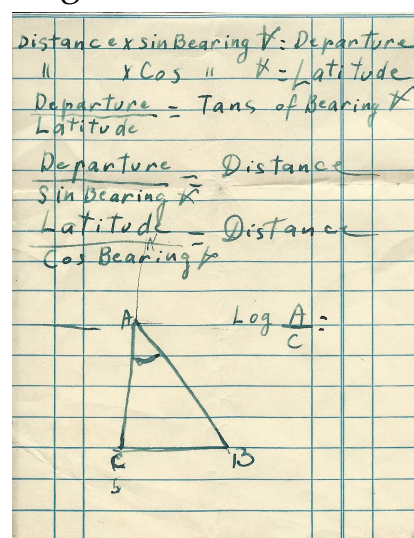 Distance x sin Bearing ∀ = Departure
" x Cos " ∀ = Latitude
Departure = Tans of Bearing ∀
Latitude
Departure = Distance
Sin Bearing ∀
Latitude = Distance
Cos Bearing ∀
N
A Log A =
C
C B
S